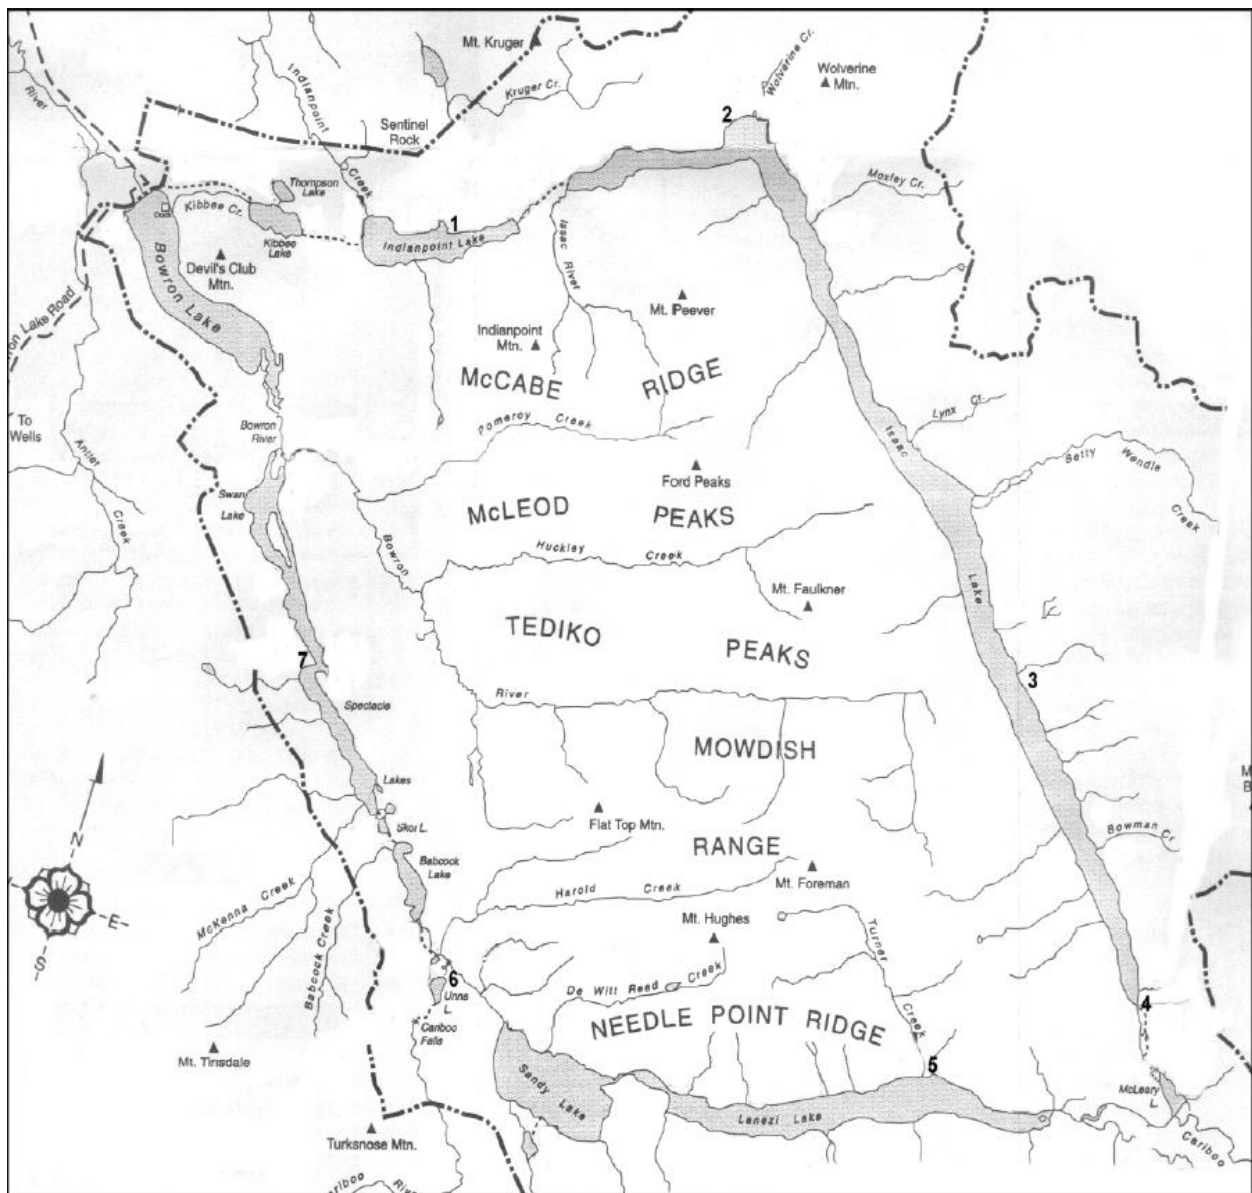 Mt. Kruger
Wolverine Cr.
Wolverine
Mtn.
Indianpoint
Creek
Kruger Cr.
River
Sentinel
Rock
2
Thompson
Lake
Kibbee Cr.
Dock
Kibbee
Lake
1
Indianpoint Lake
Moxley Cr.
Isaac River
Devil's Club
Mtn.
Bowron Lake
Mt. Peever
Lake Road
Indianpoint
Mtn.
McCABE RIDGE
To
Wells
Bowron
River
Pomeroy Creek
Lynx Cr.
Isaac
Lake
Antler
Creek
Betty Wendle
Creek
Ford Peaks
Swan
Lake
McLEOD PEAKS
Bowron
River
Huckley Creek
Mt. Faulkner
TEDIKO PEAKS
7
3
Spectacle
Lakes
MOWDISH
RANGE
Flat Top Mtn.
Skoi L.
Babcock
Lake
Bowman Cr.
N
E
S
Mt. Foreman
Harold Creek
McKenna Creek
Babcock Creek
Mt. Hughes
Turner
Creek
6
Unna
L.
De Witt Reed Creek
NEEDLE POINT RIDGE
4
Cariboo
Falls
Mt. Tinsdale
5
Sandy Lake
Lanezi Lake
McLeary
L.
Cariboo
Turksnose Mtn.